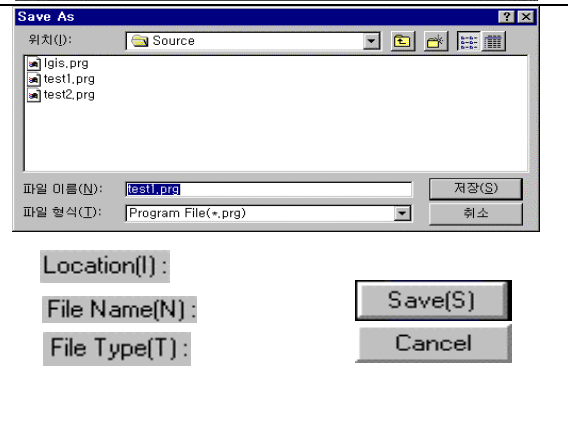 Save As
위치(I): Source
lgis.prg
test1.prg
test2.prg
파일 이름(N): test1.prg 저장(S)
파일 형식(T): Program File(*.prg) 취소
Location(I) :
File Name(N) : Save(S)
File Type(T) : Cancel